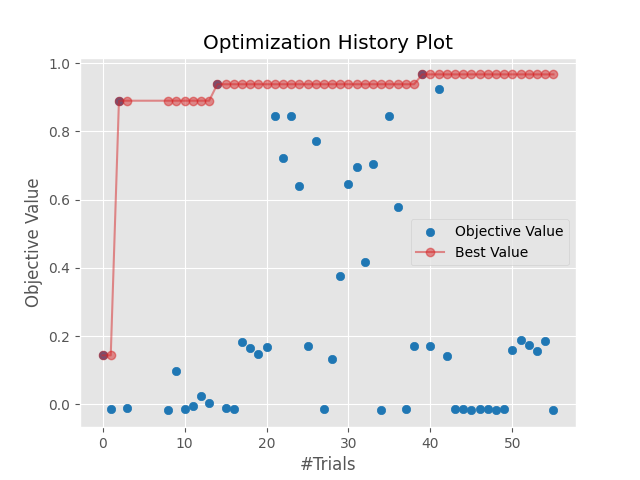 Optimization History Plot
1.0
0.8
0.6
0.4
0.2
0.0
Objective Value
Objective Value
Best Value
0
10
20
30
40
50
#Trials